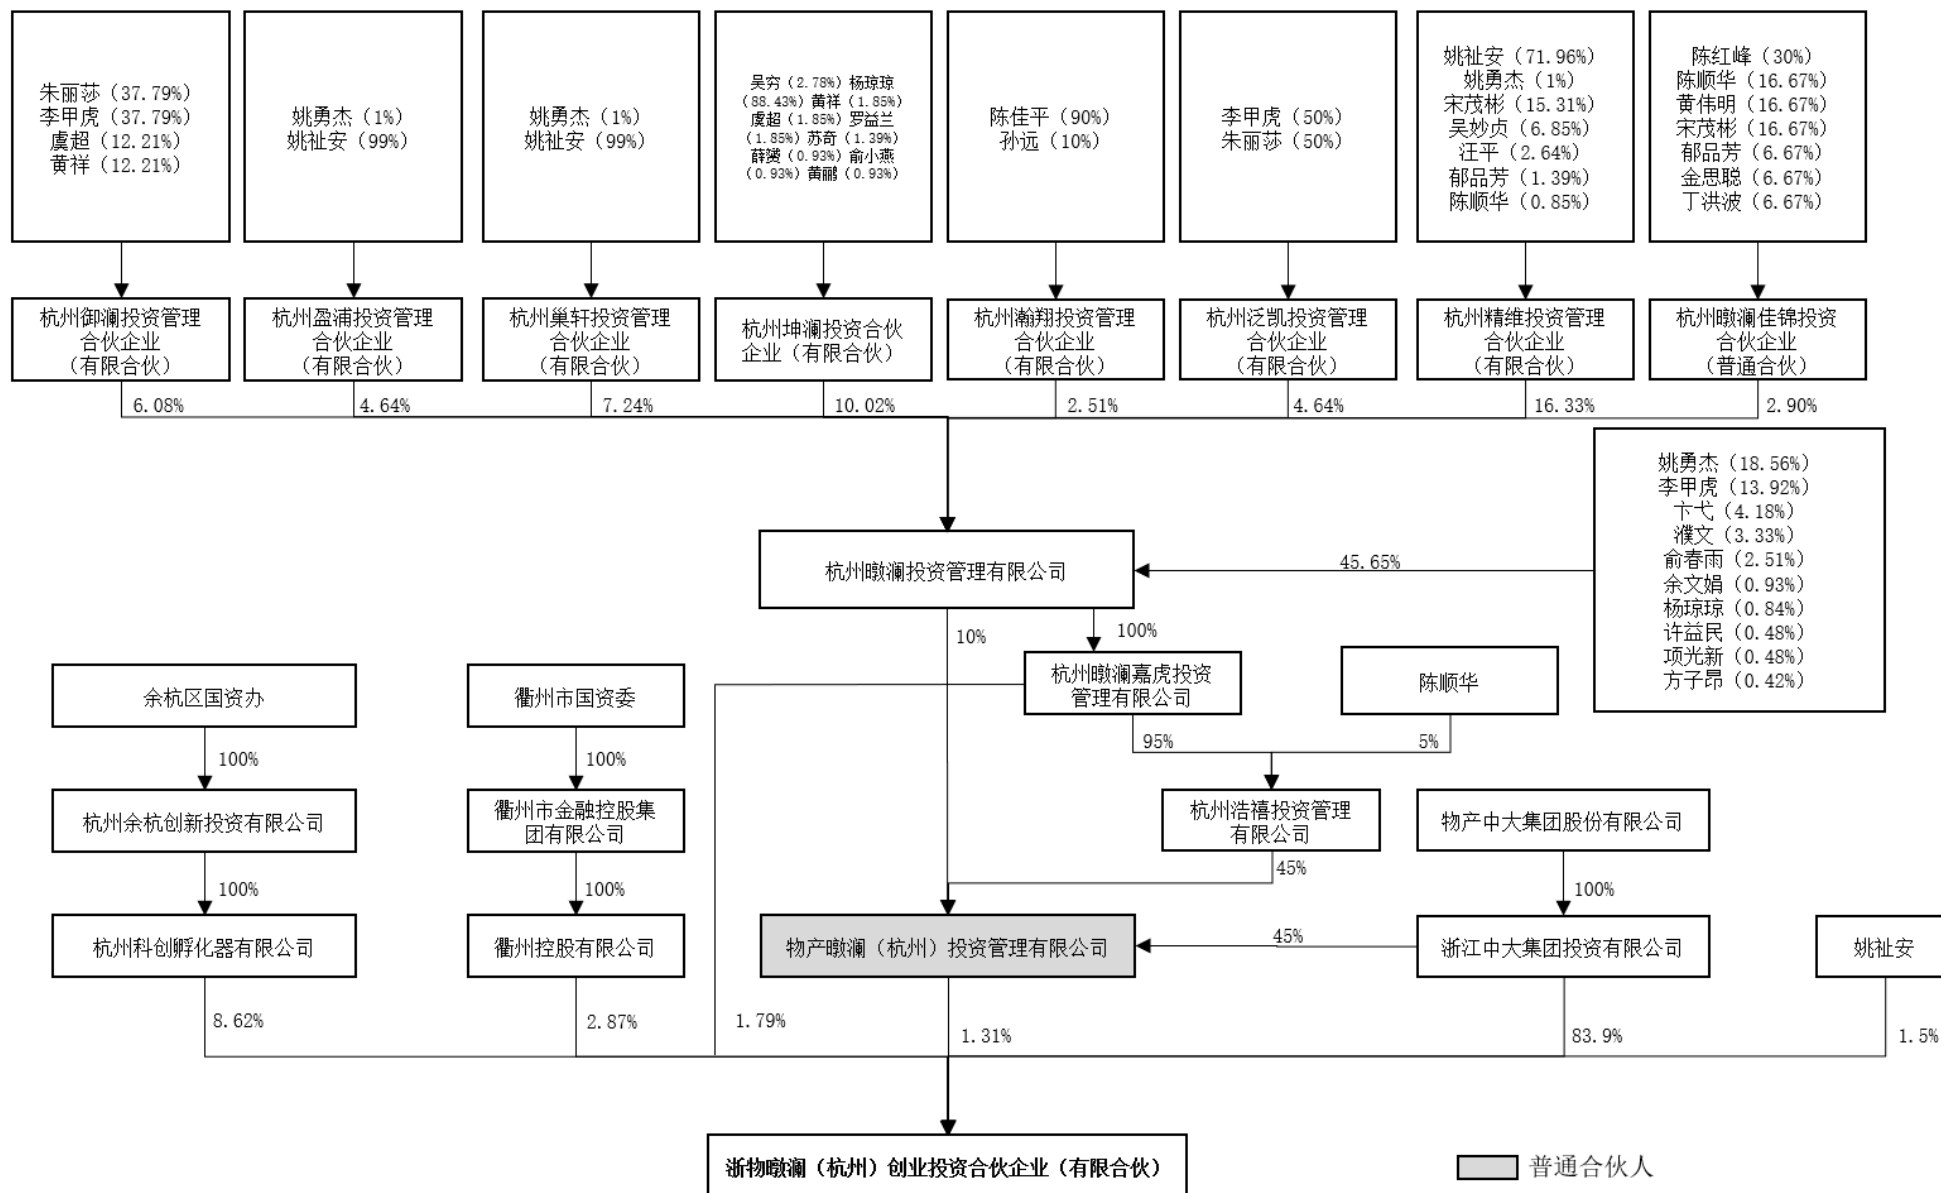 朱丽莎（37.79%）
李甲虎（37.79%）
虞超（12.21%）
黄祥（12.21%）
姚勇杰（1%）
姚祉安（99%）
姚勇杰（1%）
姚祉安（99%）
吴穷（2.78%）杨琼琼
（88.43%）黄祥（1.85%）
虞超（1.85%）罗益兰
（1.85%）苏奇（1.39%）
（0.93%）俞小燕
（0.93%）黄鹂（0.93%）
陈佳平（90%）
孙远（10%）
李甲虎（50%）
朱丽莎（50%）
姚祉安（71.96%）
姚勇杰（1%）
宋茂彬（15.31%）
吴妙贞（6.85%）
汪平（2.64%）
郁品芳（1.39%）
陈顺华（0.85%）
陈红峰（30%）
陈顺华（16.67%）
黄伟明（16.67%）
宋茂彬（16.67%）
郁品芳（6.67%）
金思聪（6.67%）
丁洪波（6.67%）
杭州御澜投资管理
合伙企业
（有限合伙）
杭州盈浦投资管理
合伙企业
（有限合伙）
杭州巢轩投资管理
合伙企业
（有限合伙）
杭州坤澜投资合伙
企业（有限合伙）
杭州瀚翔投资管理
合伙企业
（有限合伙）
杭州泛凯投资管理
合伙企业
（有限合伙）
杭州精维投资管理
合伙企业
（有限合伙）
杭州暾澜佳锦投资
合伙企业
（普通合伙）
6.08%
4.64%
7.24%
10.02%
2.51%
4.64%
16.33%
2.90%
姚勇杰（18.56%）
李甲虎（13.92%）
卞弋（4.18%）
濮文（3.33%）
俞春雨（2.51%）
余文娟（0.93%）
杨琼琼（0.84%）
许益民（0.48%）
项光新（0.48%）
方子昂（0.42%）
杭州暾澜投资管理有限公司
45.65%
10%
100%
余杭区国资办
衢州市国资委
杭州暾澜嘉虎投资
管理有限公司
陈顺华
100%
100%
95%
5%
杭州余杭创新投资有限公司
衢州市金融控股集
团有限公司
杭州浩禧投资管理
有限公司
物产中大集团股份有限公司
100%
100%
45%
100%
杭州科创孵化器有限公司
衢州控股有限公司
物产暾澜（杭州）投资管理有限公司
45%
浙江中大集团投资有限公司
姚祉安
8.62%
2.87%
1.79%
1.31%
83.9%
1.5%
浙物暾澜（杭州）创业投资合伙企业（有限合伙）
普通合伙人